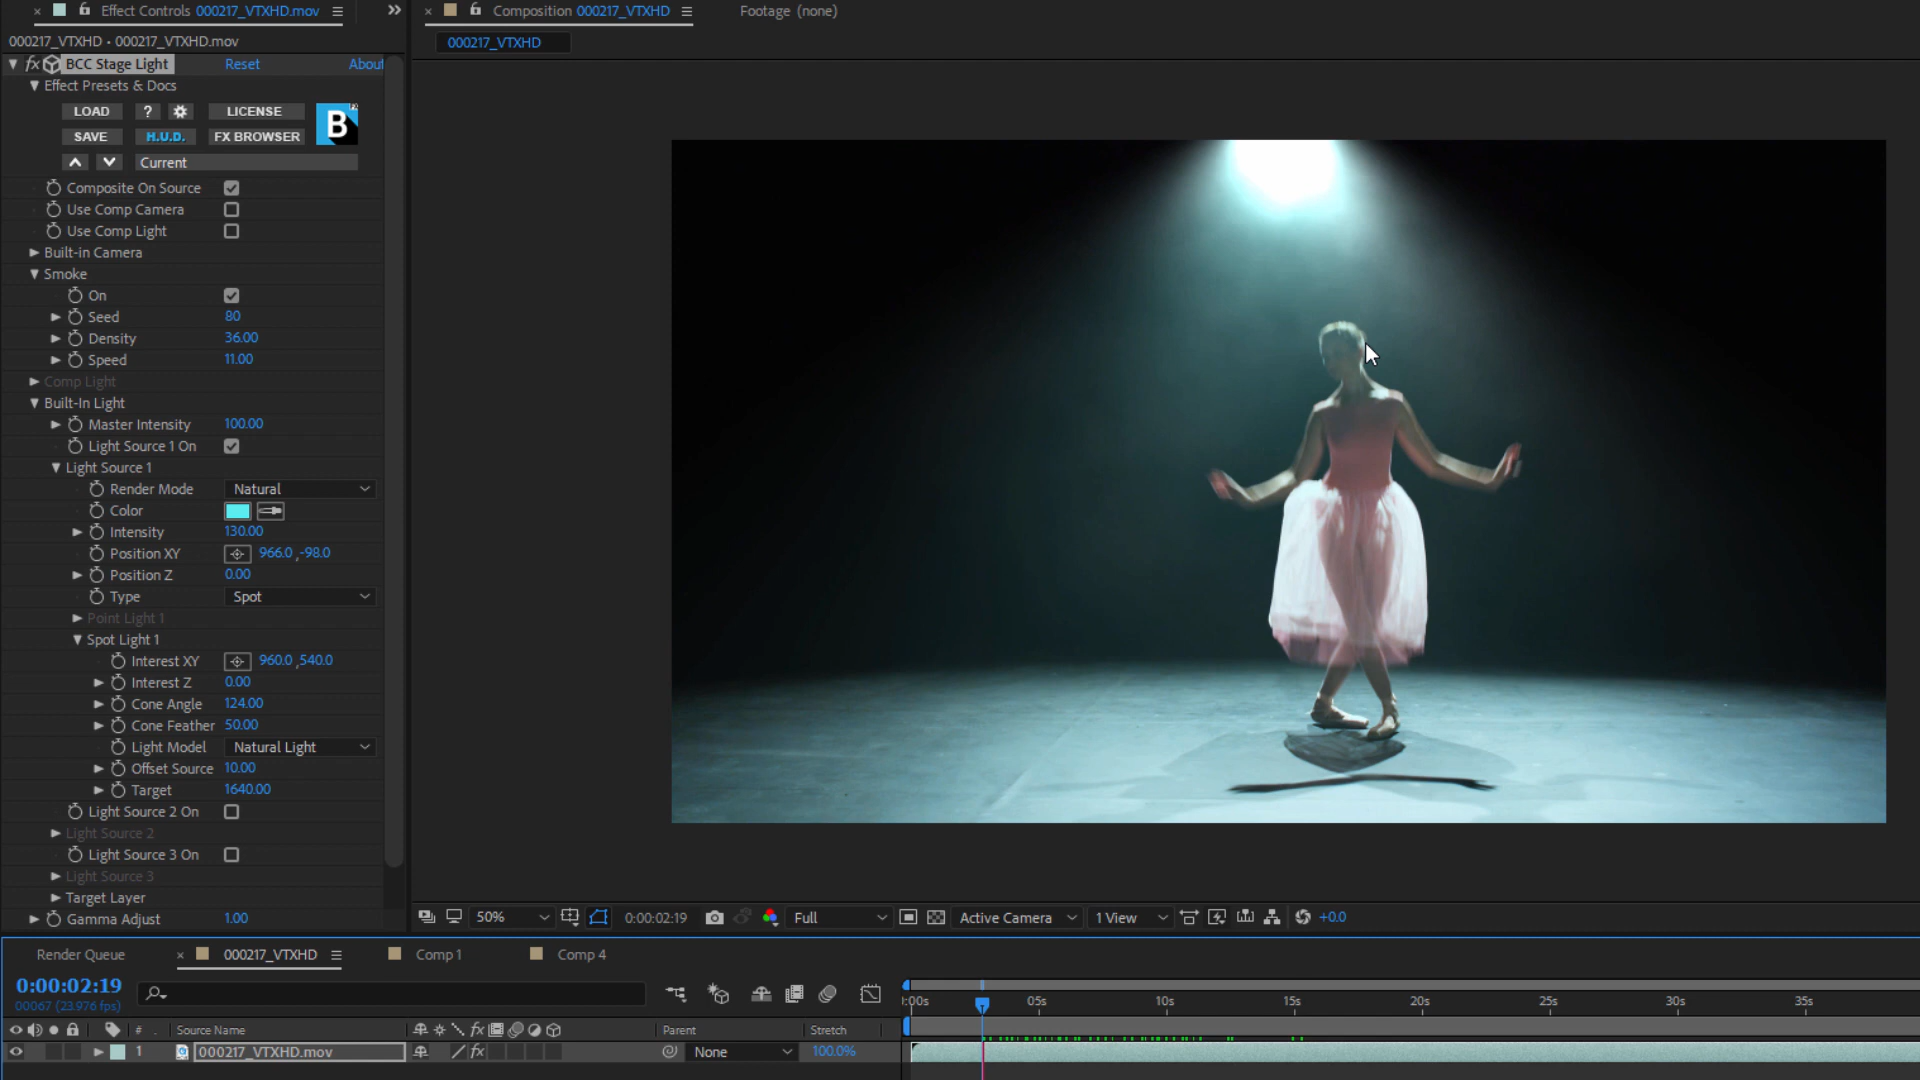 Effect Controls 000217_VTXHD.mov
000217_VTXHD • 000217_VTXHD.mov
fx BCC Stage Light Reset About
Effect Presets & Docs
LOAD ? LICENSE
SAVE H.U.D. FX BROWSER
B FX
Current
Composite On Source
Use Comp Camera
Use Comp Light
Built-in Camera
Smoke
On
Seed 80
Density 36.00
Speed 11.00
Comp Light
Built-In Light
Master Intensity 100.00
Light Source 1 On
Light Source 1
Render Mode Natural
Color
Intensity 130.00
Position XY 966.0 ,-98.0
Position Z 0.00
Type Spot
Point Light 1
Spot Light 1
Interest XY 960.0 ,540.0
Interest Z 0.00
Cone Angle 124.00
Cone Feather 50.00
Light Model Natural Light
Offset Source 10.00
Target 1640.00
Light Source 2 On
Light Source 2
Light Source 3 On
Light Source 3
Target Layer
Gamma Adjust 1.00
Composition 000217_VTXHD Footage (none)
000217_VTXHD
50% 0:00:02:19 Full Active Camera 1 View +0.0
Render Queue 000217_VTXHD Comp 1 Comp 4
0:00:02:19
00067 (23.976 fps)
:00s 05s 10s 15s 20s 25s 30s 35s
# . Source Name fx Parent Stretch
1 000217_VTXHD.mov fx None 100.0%